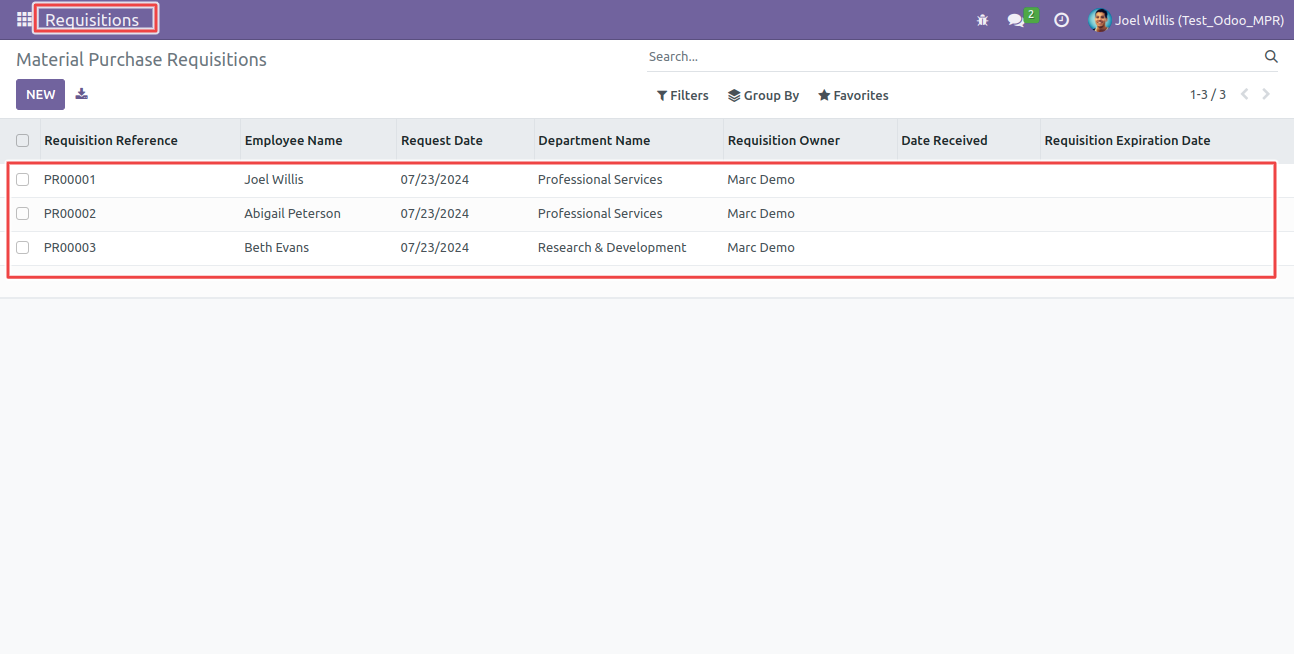 Requisitions 2 Joel Willis (Test_Odoo_MPR)
Material Purchase Requisitions Search...
NEW Filters Group By Favorites 1-3 / 3
Requisition Reference Employee Name Request Date Department Name Requisition Owner Date Received Requisition Expiration Date
PR00001 Joel Willis 07/23/2024 Professional Services Marc Demo
PR00002 Abigail Peterson 07/23/2024 Professional Services Marc Demo
PR00003 Beth Evans 07/23/2024 Research & Development Marc Demo